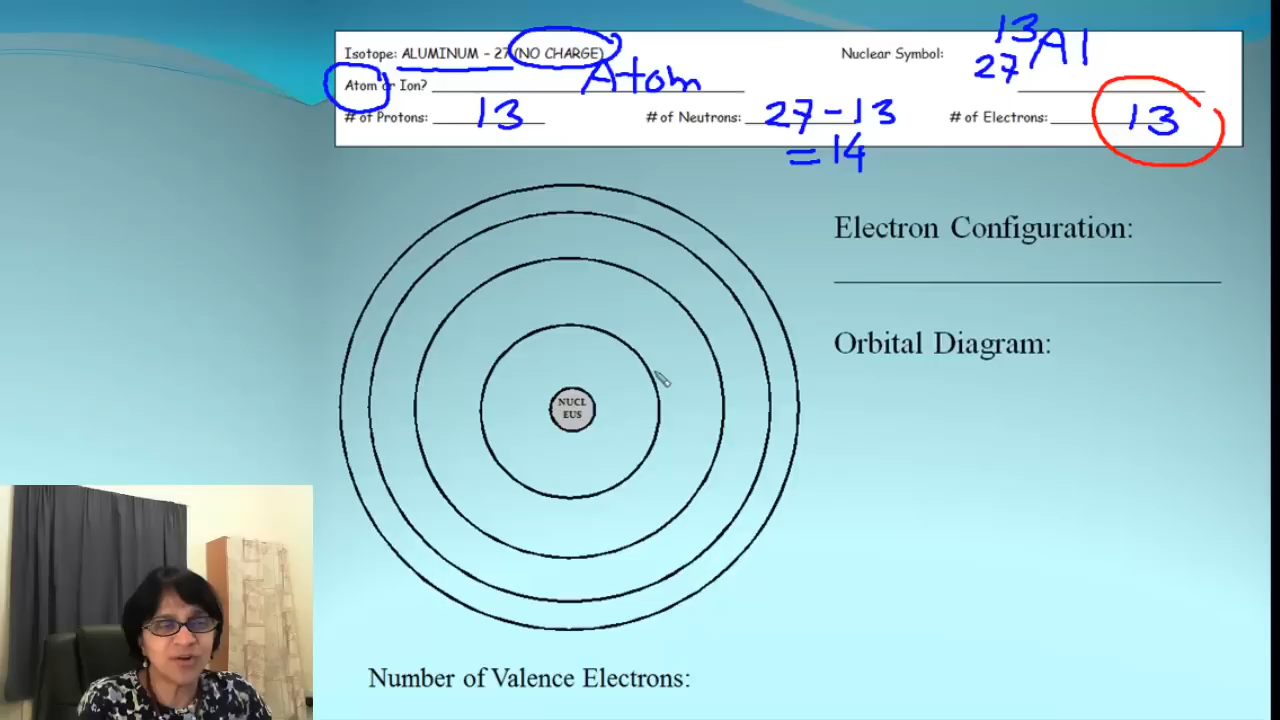 Isotope: ALUMINUM - 27 (NO CHARGE)
Nuclear Symbol:
13
27 Al
Atom or Ion? Atom
# of Protons: 13
# of Neutrons: 27 - 13
= 14
# of Electrons: 13
Electron Configuration:
Orbital Diagram:
NUCL
EUS
Number of Valence Electrons: